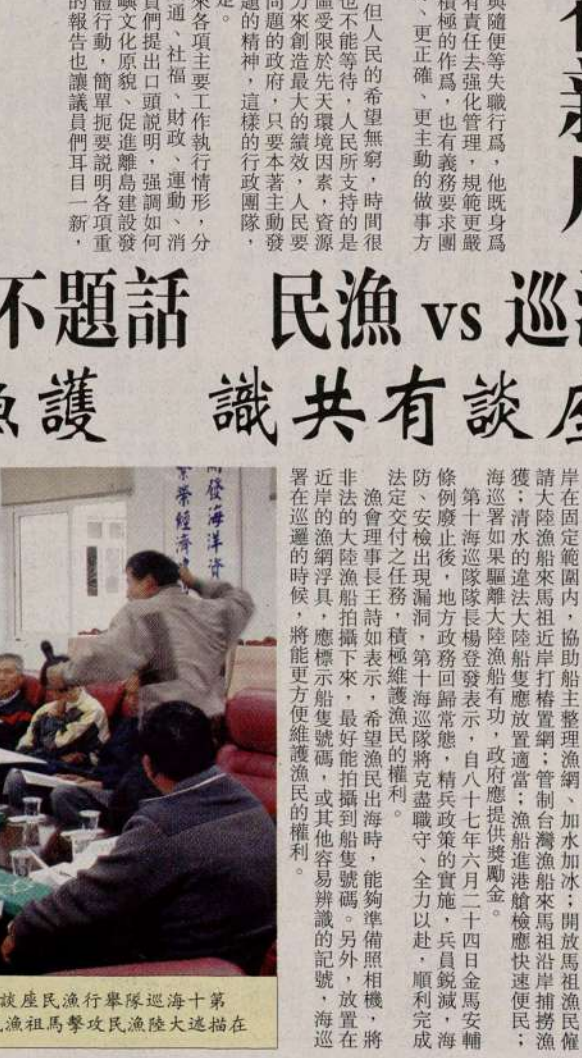 與隨便等失職行爲，他既身爲
有責任去強化管理，規範更嚴
積極的作爲，也有義務要求團
、更正確、更主動的做事方
但人民的希望無窮，時間很
也不能等待，人民所支持的是
儘受限於先天環境因素，資源
力來創造最大的績效，人民要
問題的政府，只要本著主動發
題的精神，這樣的行政團隊，
定。
來各項主要工作執行情形，分
通、社福、財政、運動、消
員們提出口頭說明，強調如何
嶼文化原貌、促進離島建設發
體行動，簡單扼要說明各項重
的報告也讓議員們耳目一新，
巡 vs 漁民　話題不
座談有共識　護漁
岸在固定範圍內，協助船主整理漁網、加水加冰；開放馬祖漁民僱
請大陸漁船來馬祖近岸打樁置網；管制台灣漁船來馬祖沿岸捕撈漁
獲；清水的違法大陸船隻應放置適當；漁船進港艙檢應快速便民；
海巡署如果驅離大陸漁船有功，政府應提供獎勵金。
第十海巡隊隊長楊登發表示，自八十七年六月二十四日金馬安輔
條例廢止後，地方政務回歸常態，精兵政策的實施，兵員銳減，海
防、安檢出現漏洞，第十海巡隊將克盡職守、全力以赴，順利完成
法定交付之任務，積極維護漁民的權利。
漁會理事長王詩如表示，希望漁民出海時，能夠準備照相機，將
非法的大陸漁船拍攝下來，最好能拍攝到船隻號碼。另外，放置在
近岸的漁網浮具，應標示船隻號碼，或其他容易辨識的記號，海巡
署在巡邏的時候，將能更方便維護漁民的權利。
發海洋資
榮經濟
第十海巡隊舉行漁民座談
在描述大陸漁民攻擊馬祖漁